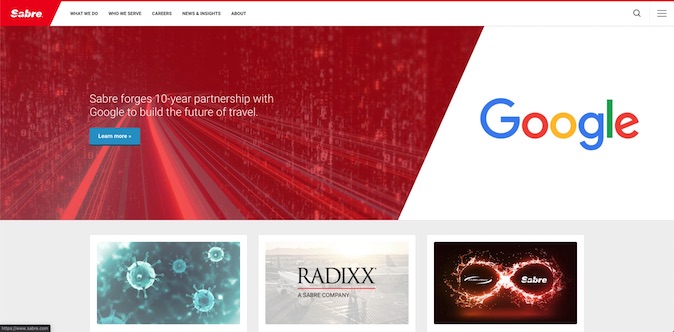 Sabre.
WHAT WE DO WHO WE SERVE CAREERS NEWS & INSIGHTS ABOUT
Sabre forges 10-year partnership with
Google to build the future of travel.
Learn more »
Google
RADIXX
A SABRE COMPANY
Sabre
https://www.sabre.com